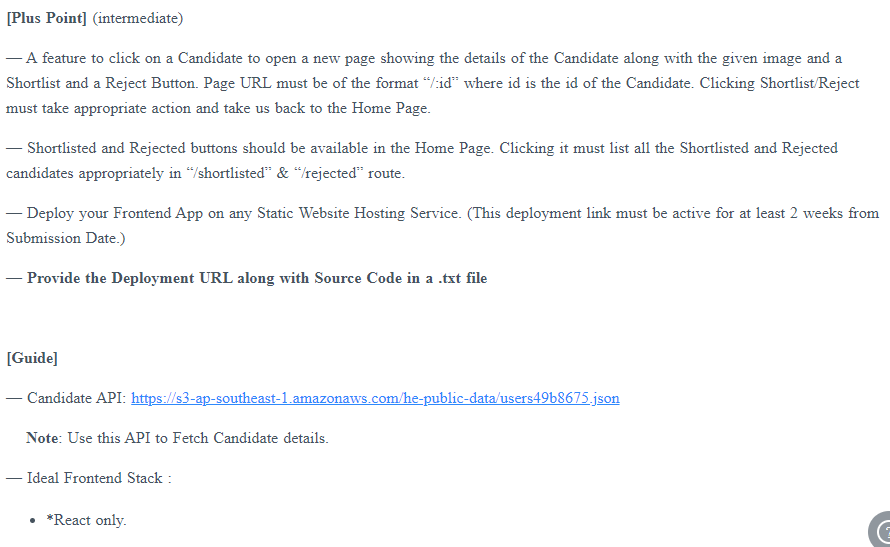 [Plus Point] (intermediate)
— A feature to click on a Candidate to open a new page showing the details of the Candidate along with the given image and a
Shortlist and a Reject Button. Page URL must be of the format “/:id” where id is the id of the Candidate. Clicking Shortlist/Reject
must take appropriate action and take us back to the Home Page.
— Shortlisted and Rejected buttons should be available in the Home Page. Clicking it must list all the Shortlisted and Rejected
candidates appropriately in “/shortlisted” & “/rejected” route.
— Deploy your Frontend App on any Static Website Hosting Service. (This deployment link must be active for at least 2 weeks from
Submission Date.)
— Provide the Deployment URL along with Source Code in a .txt file
[Guide]
— Candidate API: https://s3-ap-southeast-1.amazonaws.com/he-public-data/users49b8675.json
Note: Use this API to Fetch Candidate details.
— Ideal Frontend Stack :
• *React only.